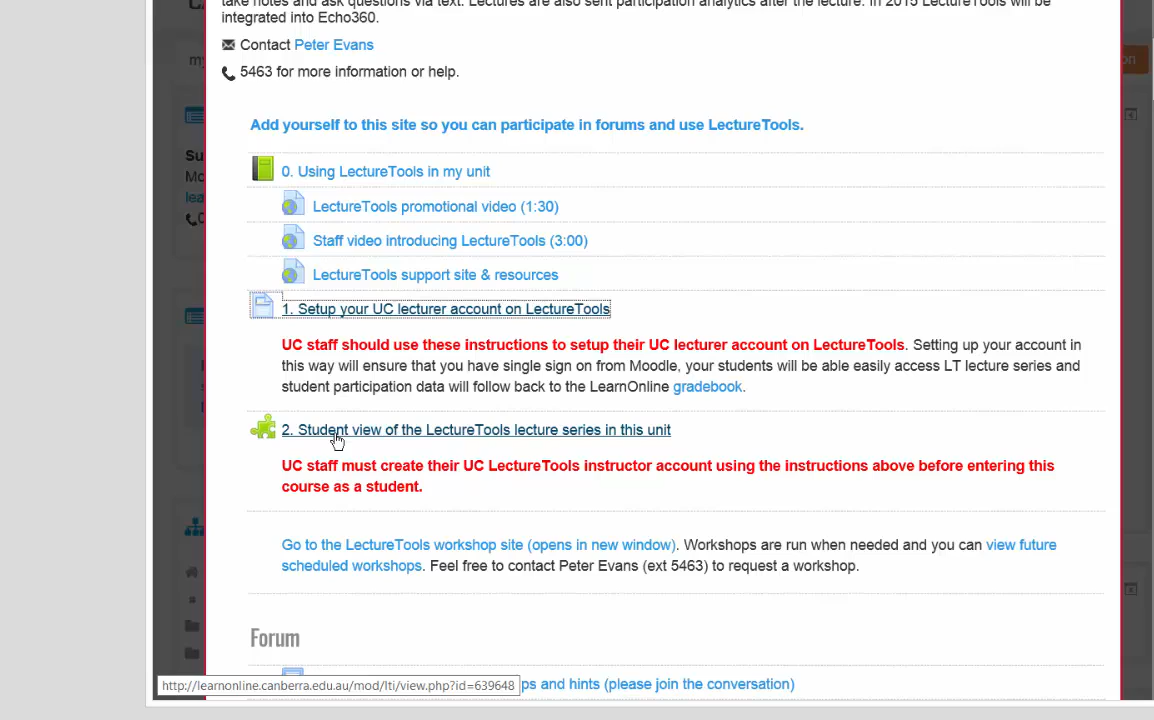 take notes and ask questions via text. Lectures are also sent participation analytics after the lecture. In 2015 LectureTools will be
integrated into Echo360.
Contact Peter Evans
5463 for more information or help.
Add yourself to this site so you can participate in forums and use LectureTools.
0. Using LectureTools in my unit
LectureTools promotional video (1:30)
Staff video introducing LectureTools (3:00)
LectureTools support site & resources
1. Setup your UC lecturer account on LectureTools
UC staff should use these instructions to setup their UC lecturer account on LectureTools. Setting up your account in
this way will ensure that you have single sign on from Moodle, your students will be able easily access LT lecture series and
student participation data will follow back to the LearnOnline gradebook.
2. Student view of the LectureTools lecture series in this unit
UC staff must create their UC LectureTools instructor account using the instructions above before entering this
course as a student.
Go to the LectureTools workshop site (opens in new window). Workshops are run when needed and you can view future
scheduled workshops. Feel free to contact Peter Evans (ext 5463) to request a workshop.
Forum
ps and hints (please join the conversation)
http://learnonline.canberra.edu.au/mod/lti/view.php?id=639648